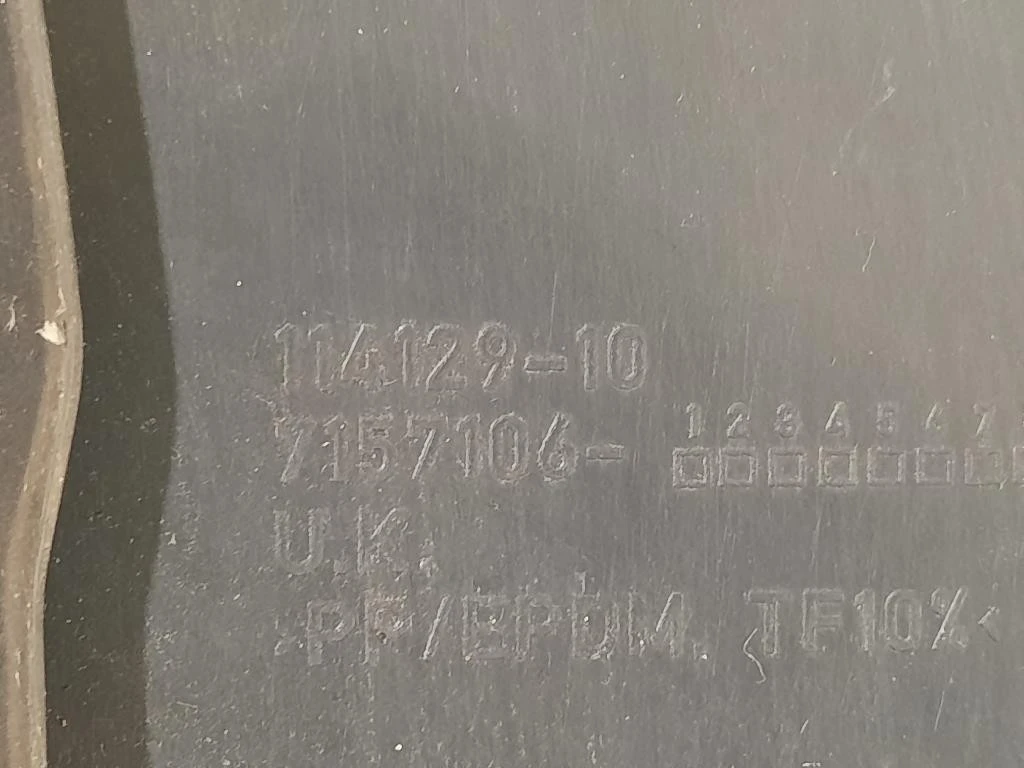 114129-10
7157106- 1 2 3 4 5 6 7
U.K.
>PP/EPDM, TF10%<